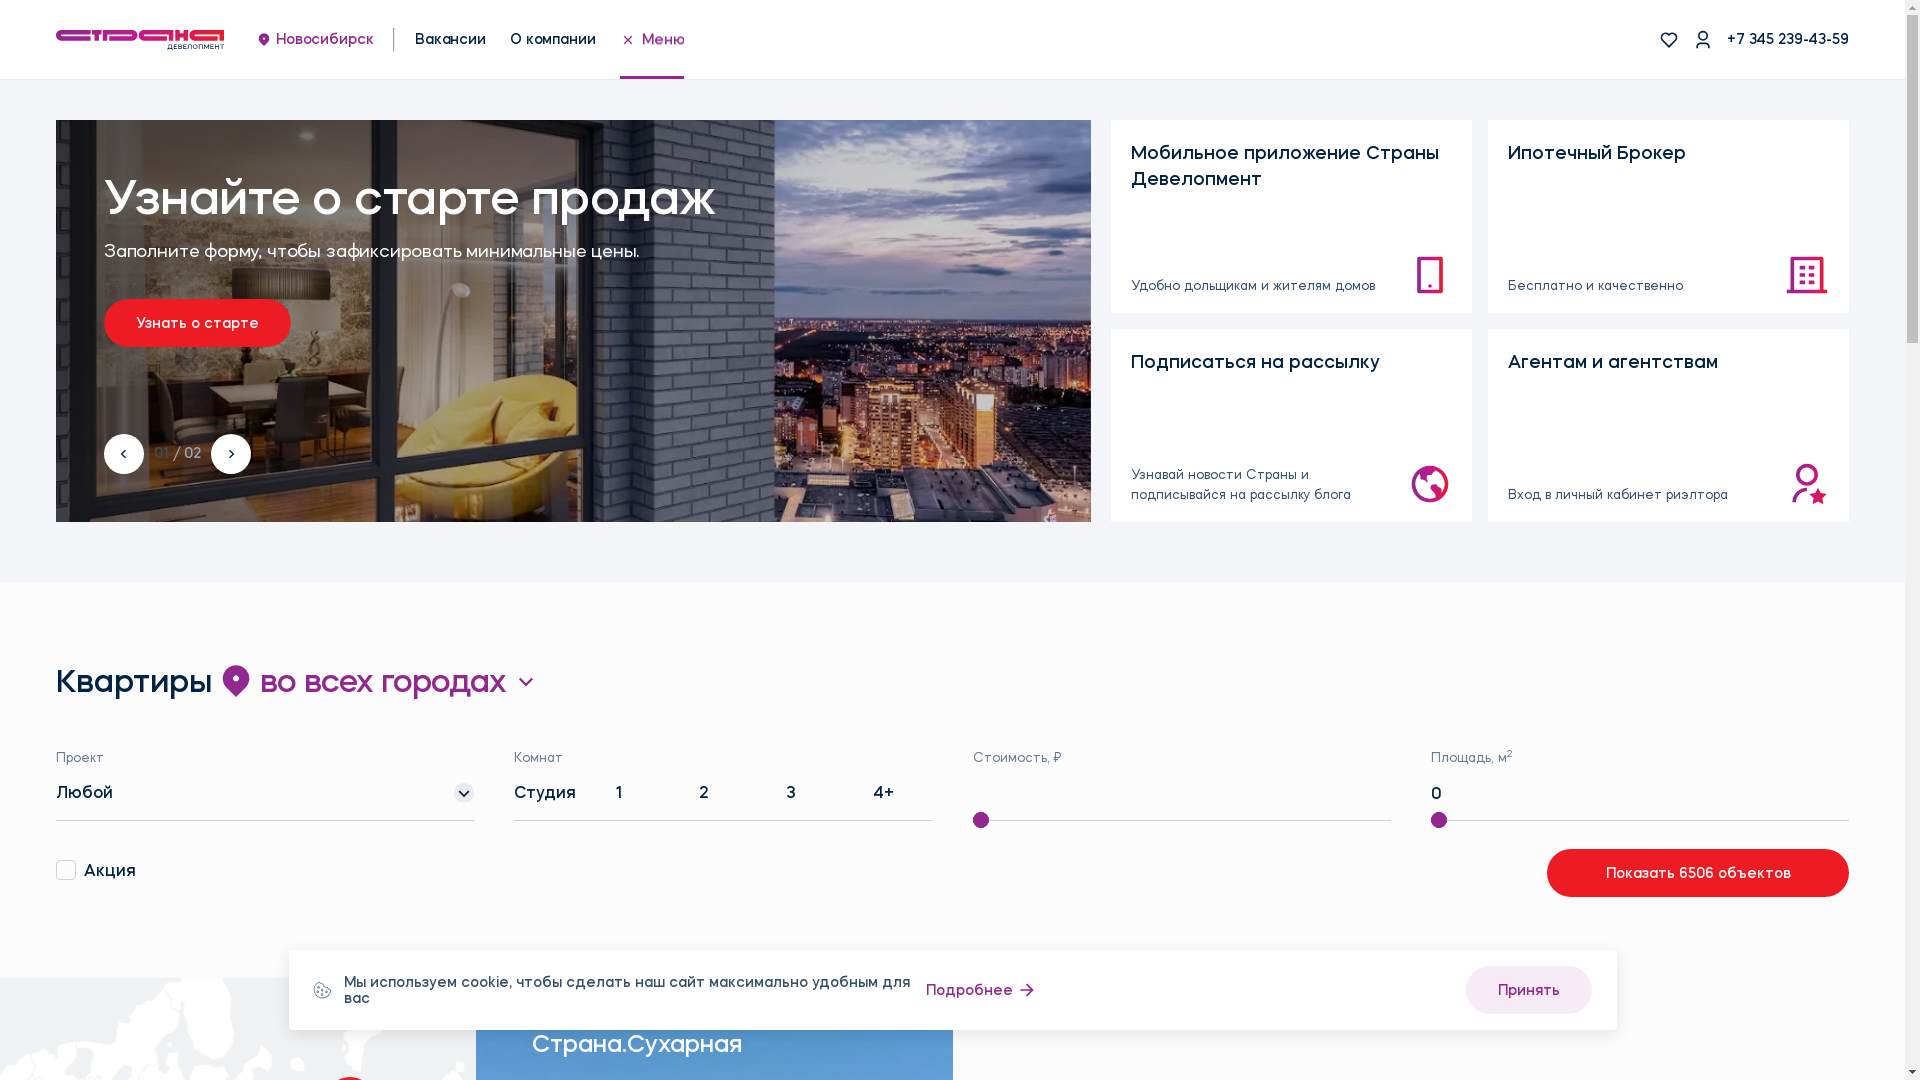 страна
ДЕВЕЛОПМЕНТ
Новосибирск
Вакансии
О компании
Меню
+7 345 239-43-59
Узнайте о старте продаж
Заполните форму, чтобы зафиксировать минимальные цены.
Узнать о старте
01 / 02
Мобильное приложение Страны
Девелопмент
Удобно дольщикам и жителям домов
Ипотечный Брокер
Бесплатно и качественно
Подписаться на рассылку
Узнавай новости Страны и
подписывайся на рассылку блога
Агентам и агентствам
Вход в личный кабинет риэлтора
Квартиры во всех городах
Проект
Любой
Комнат
Студия 1 2 3 4+
Стоимость, ₽
Площадь, м²
0
Акция
Показать 6506 объектов
Мы используем cookie, чтобы сделать наш сайт максимально удобным для
вас
Подробнее
Принять
Страна.Сухарная